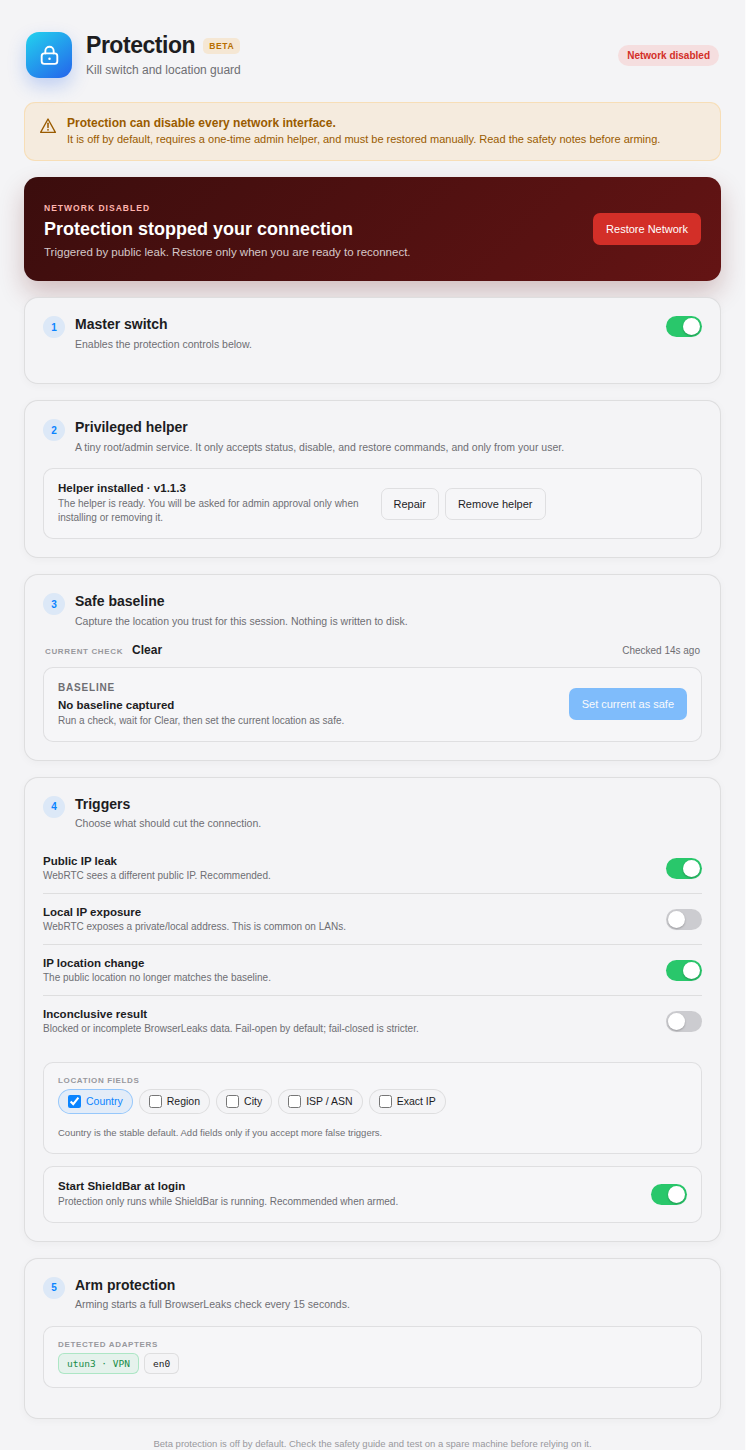 Protection BETA
Kill switch and location guard
Network disabled
Protection can disable every network interface.
It is off by default, requires a one-time admin helper, and must be restored manually. Read the safety notes before arming.
NETWORK DISABLED
Protection stopped your connection
Triggered by public leak. Restore only when you are ready to reconnect.
Restore Network
1 Master switch
Enables the protection controls below.
2 Privileged helper
A tiny root/admin service. It only accepts status, disable, and restore commands, and only from your user.
Helper installed · v1.1.3
The helper is ready. You will be asked for admin approval only when
installing or removing it.
Repair Remove helper
3 Safe baseline
Capture the location you trust for this session. Nothing is written to disk.
CURRENT CHECK Clear Checked 14s ago
BASELINE
No baseline captured
Run a check, wait for Clear, then set the current location as safe.
Set current as safe
4 Triggers
Choose what should cut the connection.
Public IP leak
WebRTC sees a different public IP. Recommended.
Local IP exposure
WebRTC exposes a private/local address. This is common on LANs.
IP location change
The public location no longer matches the baseline.
Inconclusive result
Blocked or incomplete BrowserLeaks data. Fail-open by default; fail-closed is stricter.
LOCATION FIELDS
Country Region City ISP / ASN Exact IP
Country is the stable default. Add fields only if you accept more false triggers.
Start ShieldBar at login
Protection only runs while ShieldBar is running. Recommended when armed.
5 Arm protection
Arming starts a full BrowserLeaks check every 15 seconds.
DETECTED ADAPTERS
utun3 · VPN en0
Beta protection is off by default. Check the safety guide and test on a spare machine before relying on it.